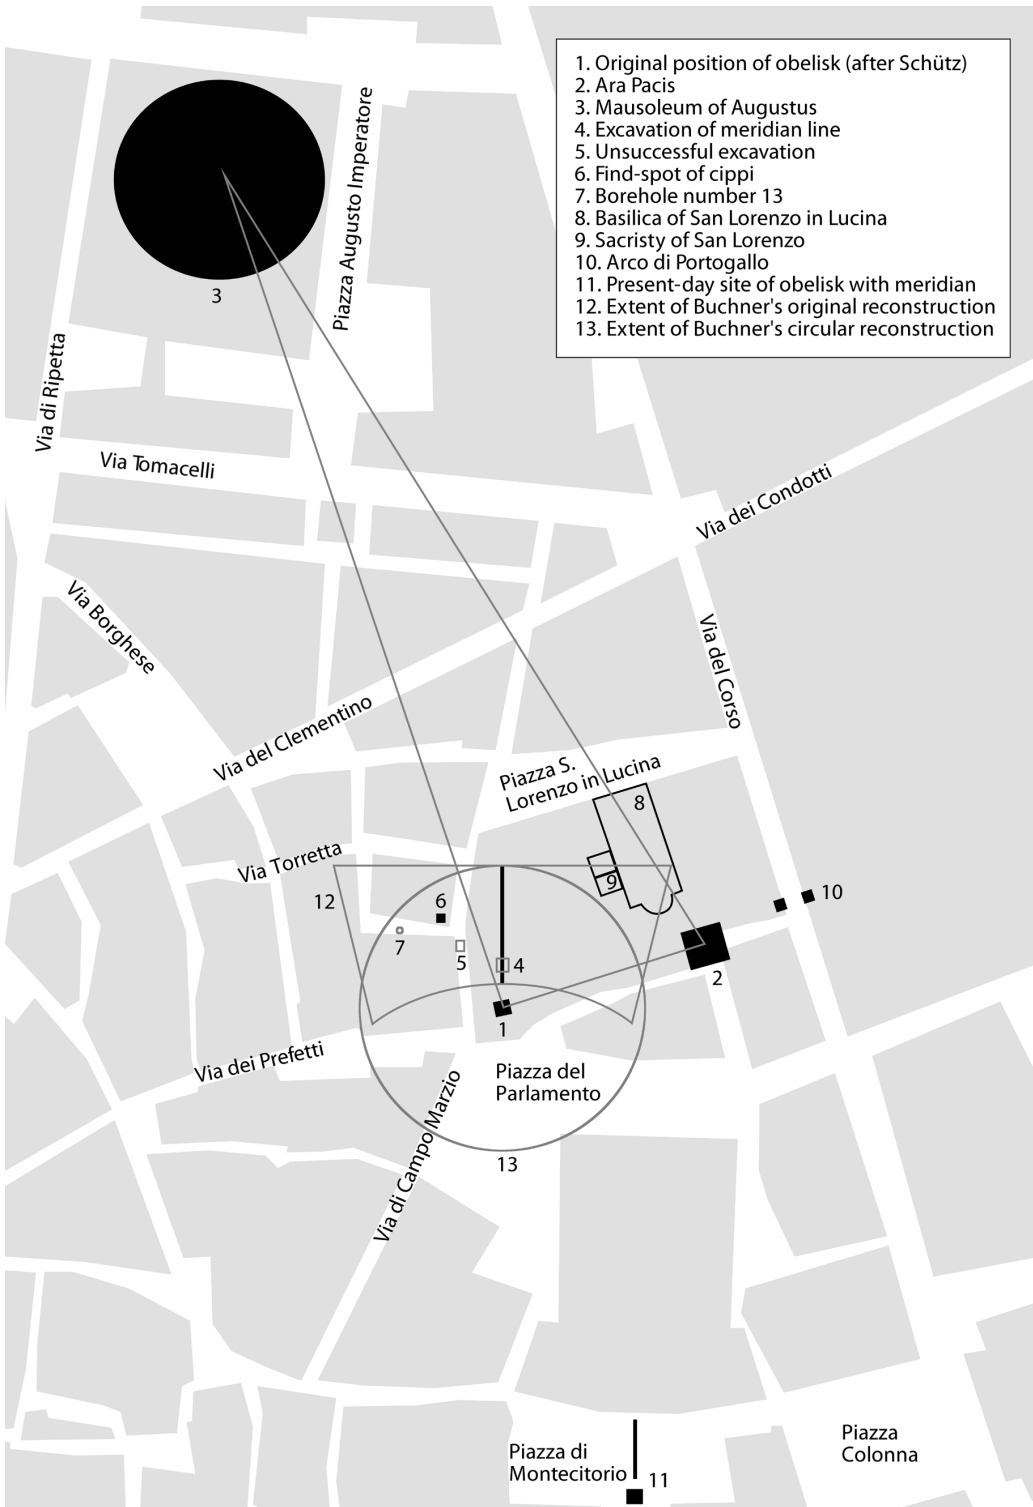 1. Original position of obelisk (after Schütz)
2. Ara Pacis
3. Mausoleum of Augustus
4. Excavation of meridian line
5. Unsuccessful excavation
6. Find-spot of cippi
7. Borehole number 13
8. Basilica of San Lorenzo in Lucina
9. Sacristy of San Lorenzo
10. Arco di Portogallo
11. Present-day site of obelisk with meridian
12. Extent of Buchner's original reconstruction
13. Extent of Buchner's circular reconstruction
Piazza Augusto Imperatore
3
Via di Ripetta
Via Tomacelli
Via dei Condotti
Via Borghese
Via del Corso
Via del Clementino
Piazza S.
Lorenzo in Lucina
8
Via Torretta
9
10
12
6
7
5
4
2
1
Via dei Prefetti
Piazza del
Parlamento
Via di Campo Marzio
13
Piazza di
Montecitorio
11
Piazza
Colonna